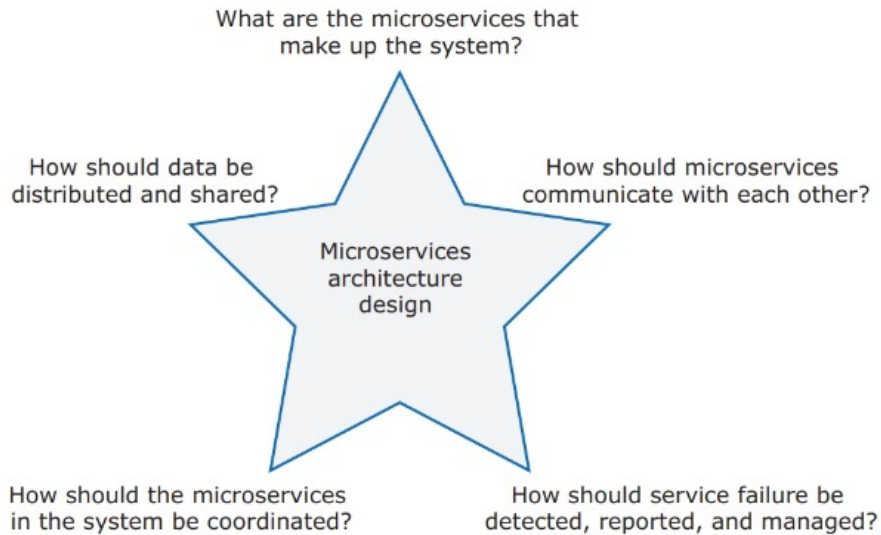 What are the microservices that
make up the system?
How should data be
distributed and shared?
How should microservices
communicate with each other?
Microservices
architecture
design
How should the microservices
in the system be coordinated?
How should service failure be
detected, reported, and managed?